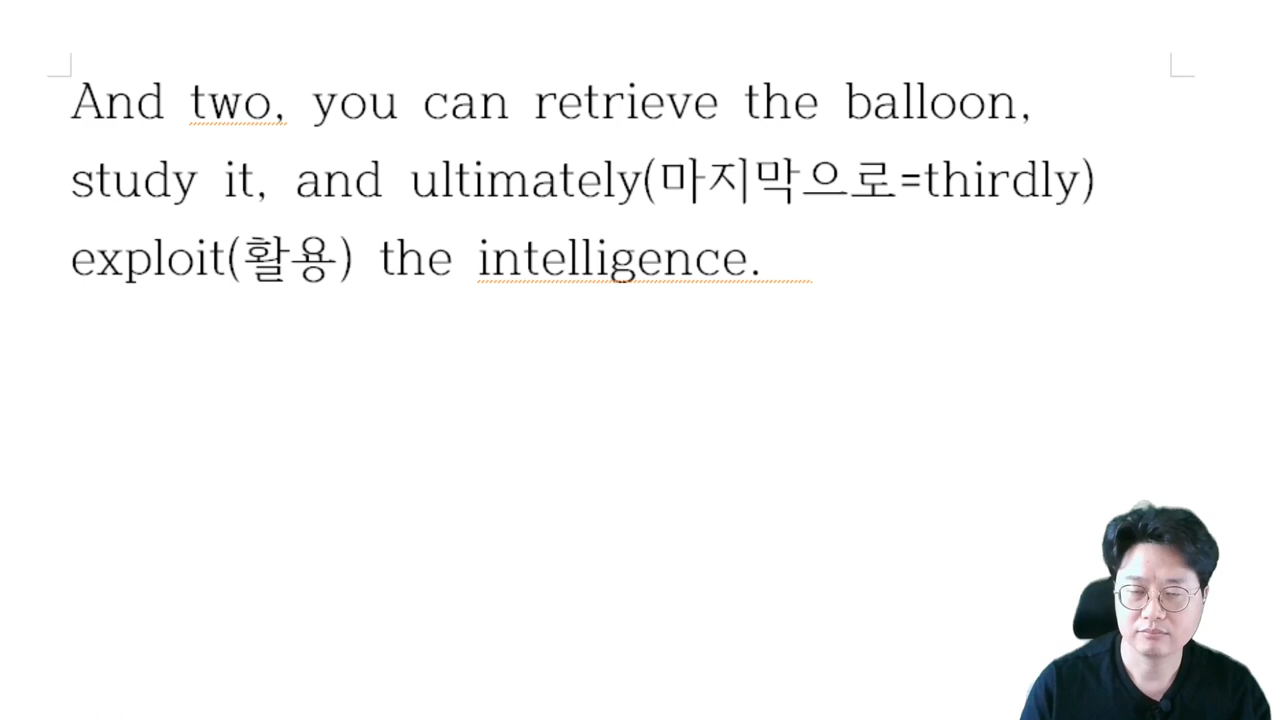 And two, you can retrieve the balloon,
study it, and ultimately(마지막으로=thirdly)
exploit(활용) the intelligence.